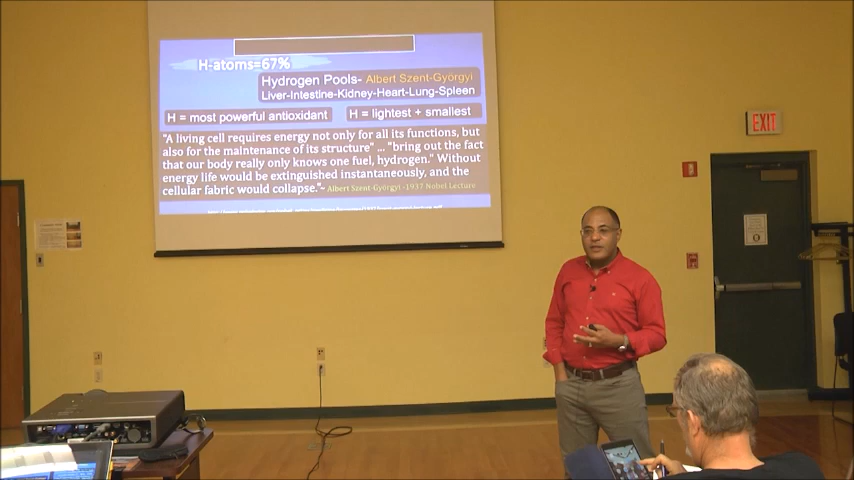 H-atoms=67%
Hydrogen Pools- Albert Szent-Györgyi
Liver-Intestine-Kidney-Heart-Lung-Spleen
H = most powerful antioxidant
H = lightest + smallest
"A living cell requires energy not only for all its functions, but
also for the maintenance of its structure" ... "bring out the fact
that our body really only knows one fuel, hydrogen." Without
energy life would be extinguished instantaneously, and the
cellular fabric would collapse."- Albert Szent-Györgyi -1937 Nobel Lecture
EXIT